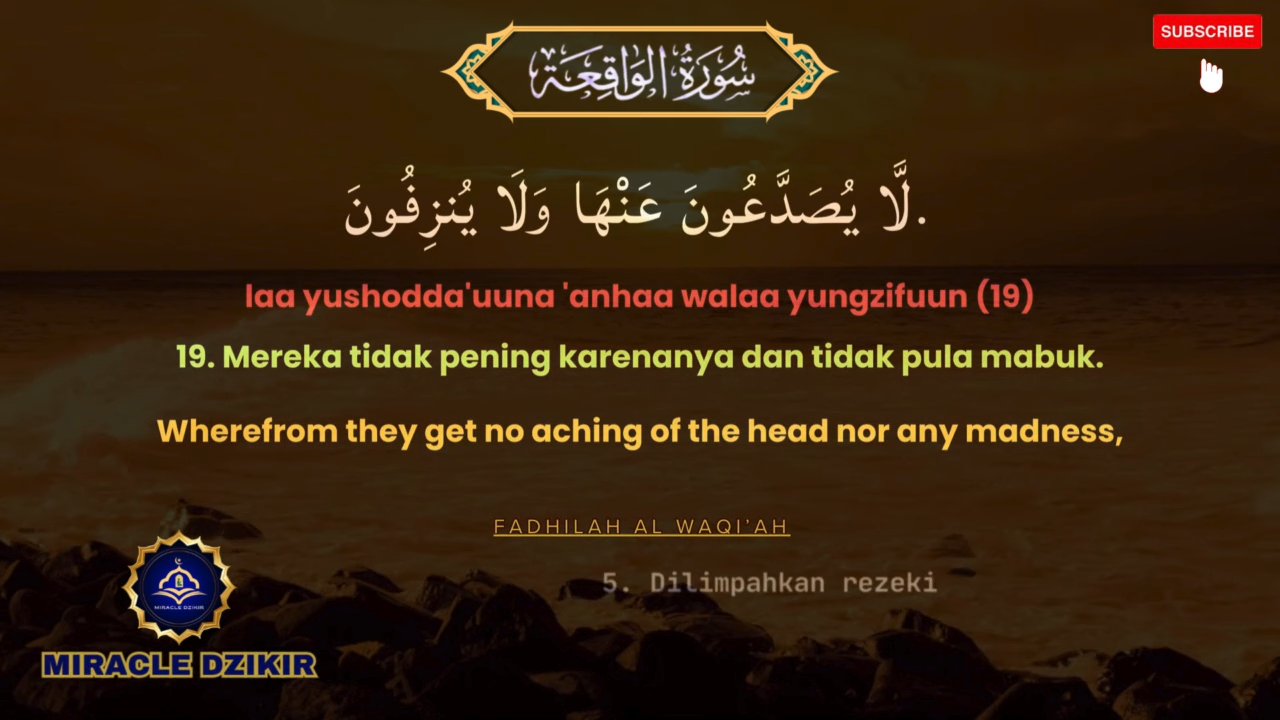 SUBSCRIBE
سُورَةُ الوَاقِعَة
لَّا يُصَدَّعُونَ عَنْهَا وَلَا يُنزِفُونَ.
laa yushodda'uuna 'anhaa walaa yungzifuun (19)
19. Mereka tidak pening karenanya dan tidak pula mabuk.
Wherefrom they get no aching of the head nor any madness,
FADHILAH AL WAQI'AH
5. Dilimpahkan rezeki
MIRACLE DZIKIR
MIRACLE DZIKIR